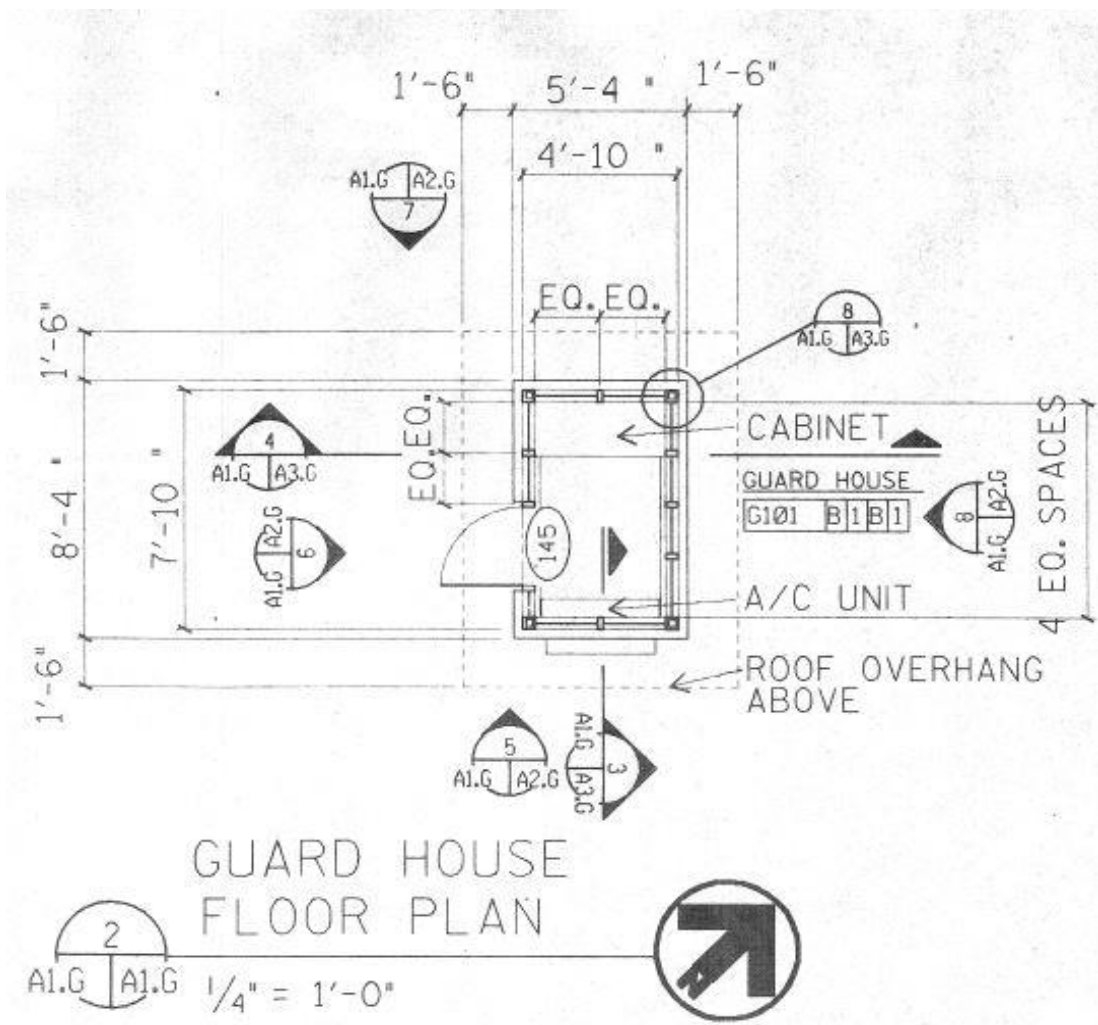 1'-6" 5'-4 " 1'-6"
4'-10 "
A1.G A2.G
7
EQ. EQ.
8
A1.G A3.G
1'-6"
8'-4 "
1'-6"
7'-10 "
4
A1.G A3.G
EQ. EQ.
CABINET
GUARD HOUSE
G101 B 1 B 1
8
A1.G A2.G
4 EQ. SPACES
6
A1.G A2.G
145
A/C UNIT
ROOF OVERHANG
ABOVE
5
A1.G A2.G
3
A1.G A3.G
GUARD HOUSE
FLOOR PLAN
2
A1.G A1.G
1/4" = 1'-0"
N